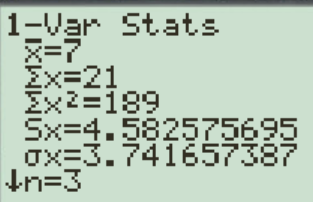 1-Var Stats
x̄=7
Σx=21
Σx²=189
Sx=4.582575695
σx=3.741657387
↓n=3